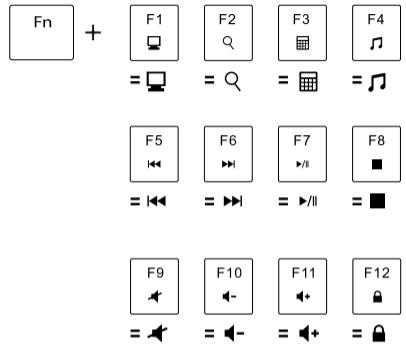 Fn + F1 F2 F3 F4
= = = =
F5 F6 F7 F8
= = = =
F9 F10 F11 F12
= = = =